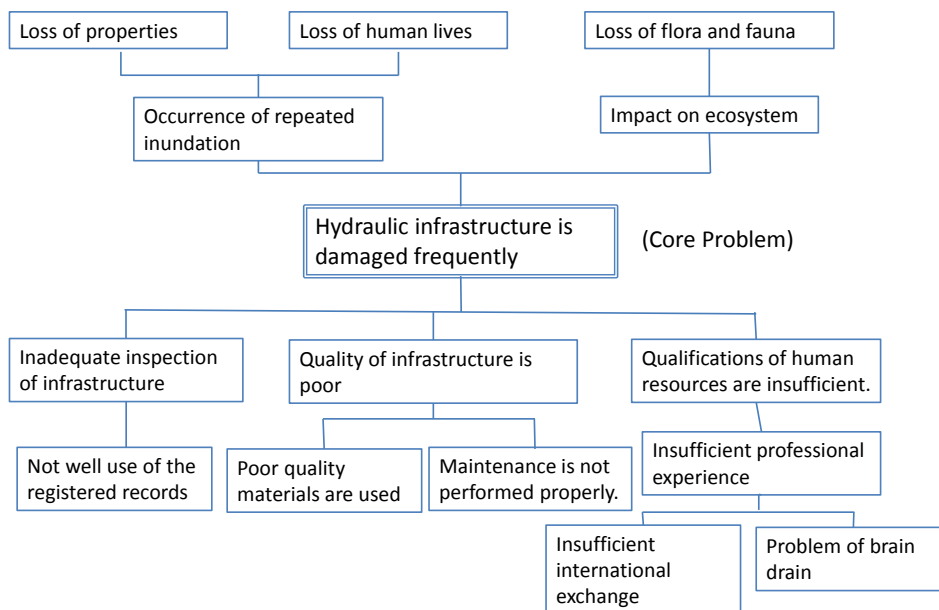 Loss of properties
Loss of human lives
Loss of flora and fauna
Occurrence of repeated
inundation
Impact on ecosystem
Hydraulic infrastructure is
damaged frequently
(Core Problem)
Inadequate inspection
of infrastructure
Quality of infrastructure is
poor
Qualifications of human
resources are insufficient.
Not well use of the
registered records
Poor quality
materials are used
Maintenance is not
performed properly.
Insufficient professional
experience
Insufficient
international
exchange
Problem of brain
drain